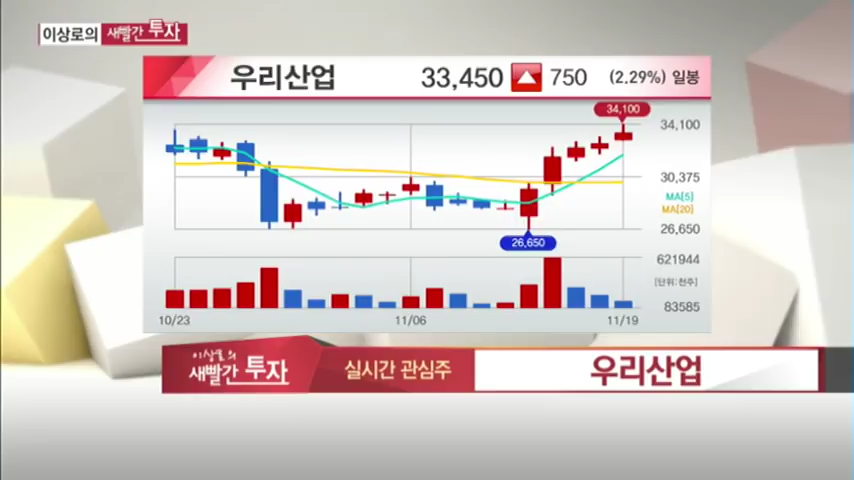 이상로의 새빨간 투자
우리산업 33,450 750 (2.29%) 일봉
34,100
34,100
30,375
MA[5]
MA[20]
26,650
26,650
621944
[단위:천주]
83585
10/23 11/06 11/19
이상로의
새빨간 투자
실시간 관심주
우리산업